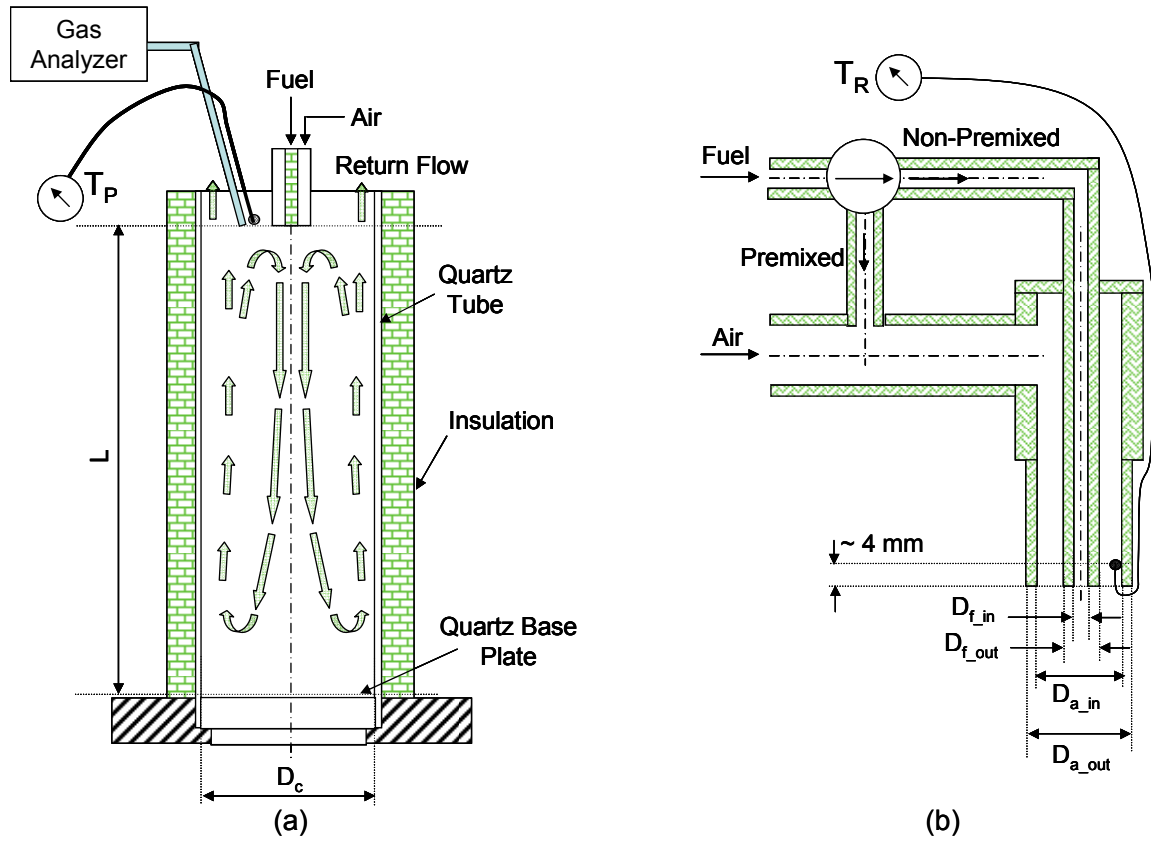 Gas
Analyzer
Fuel
Air
Return Flow
T_P
Quartz
Tube
Insulation
L
Quartz Base
Plate
D_c
(a)
T_R
Non-Premixed
Fuel
Premixed
Air
~ 4 mm
D_f_in
D_f_out
D_a_in
D_a_out
(b)